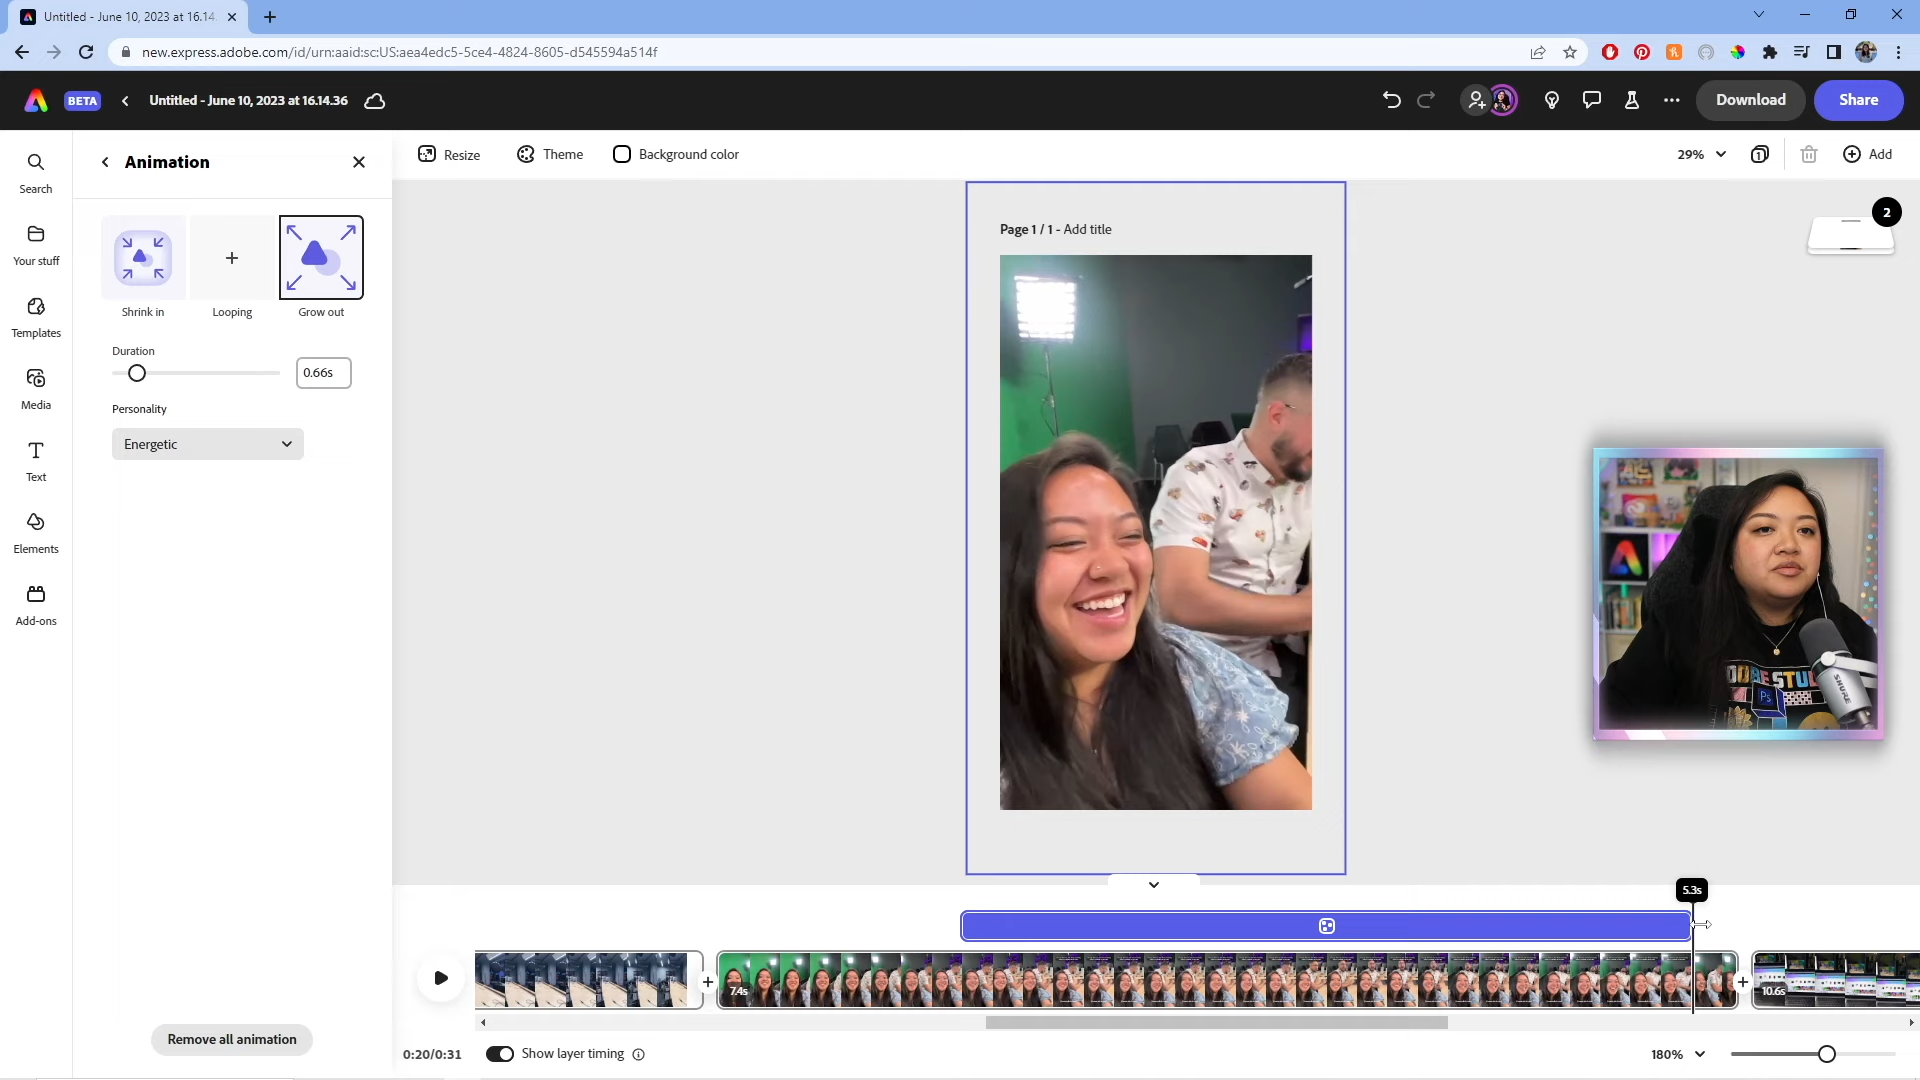 Untitled - June 10, 2023 at 16.14.
new.express.adobe.com/id/urn:aaid:sc:US:aea4edc5-5ce4-4824-8605-d545594a514f
BETA
Untitled - June 10, 2023 at 16.14.36
Download
Share
Search
Your stuff
Templates
Media
Text
Elements
Add-ons
Animation
Shrink in
Looping
Grow out
Duration
0.66s
Personality
Energetic
Remove all animation
Resize
Theme
Background color
29%
1
Add
2
Page 1 / 1 - Add title
Ps
SHURE
5.3s
7.4s
10.6s
0:20/0:31
Show layer timing
180%